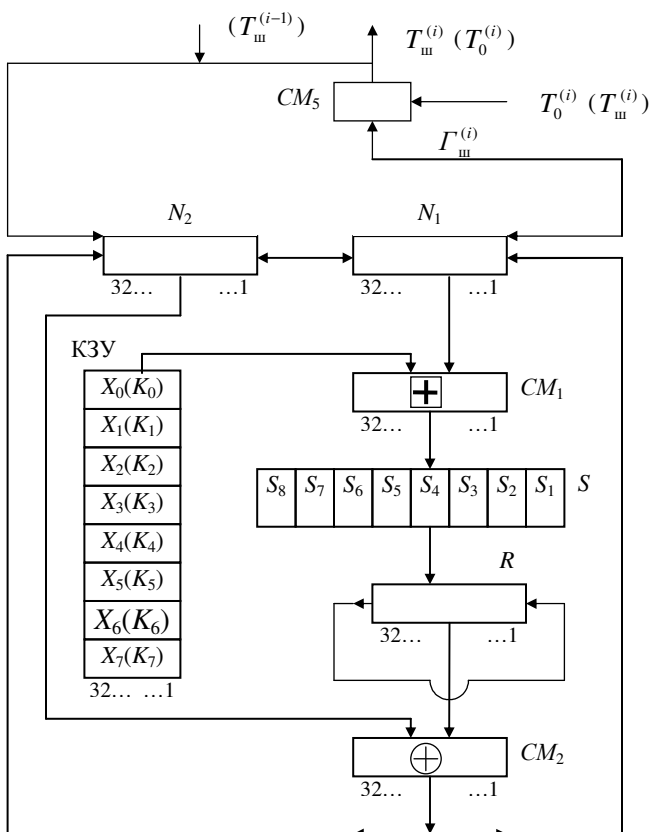 (T_ш^(i−1))
T_ш^(i) (T_0^(i))
CM_5
T_0^(i) (T_ш^(i))
Г_ш^(i)
N_2
N_1
32… …1
32… …1
КЗУ
X_0(K_0)
X_1(K_1)
X_2(K_2)
X_3(K_3)
X_4(K_4)
X_5(K_5)
X_6(K_6)
X_7(K_7)
32… …1
+
CM_1
32… …1
S_8 S_7 S_6 S_5 S_4 S_3 S_2 S_1 S
R
32… …1
CM_2
32… …1